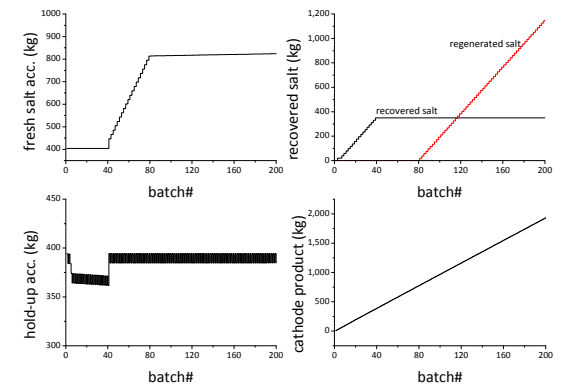 fresh salt acc. (kg)
1000
900
800
700
600
500
400
0 40 80 120 160 200
batch#
recovered salt (kg)
1,200
1,000
800
600
400
200
0
regenerated salt
recovered salt
0 40 80 120 160 200
batch#
hold-up acc. (kg)
450
400
350
300
0 40 80 120 160 200
batch#
cathode product (kg)
2,000
1,500
1,000
500
0
0 40 80 120 160 200
batch#